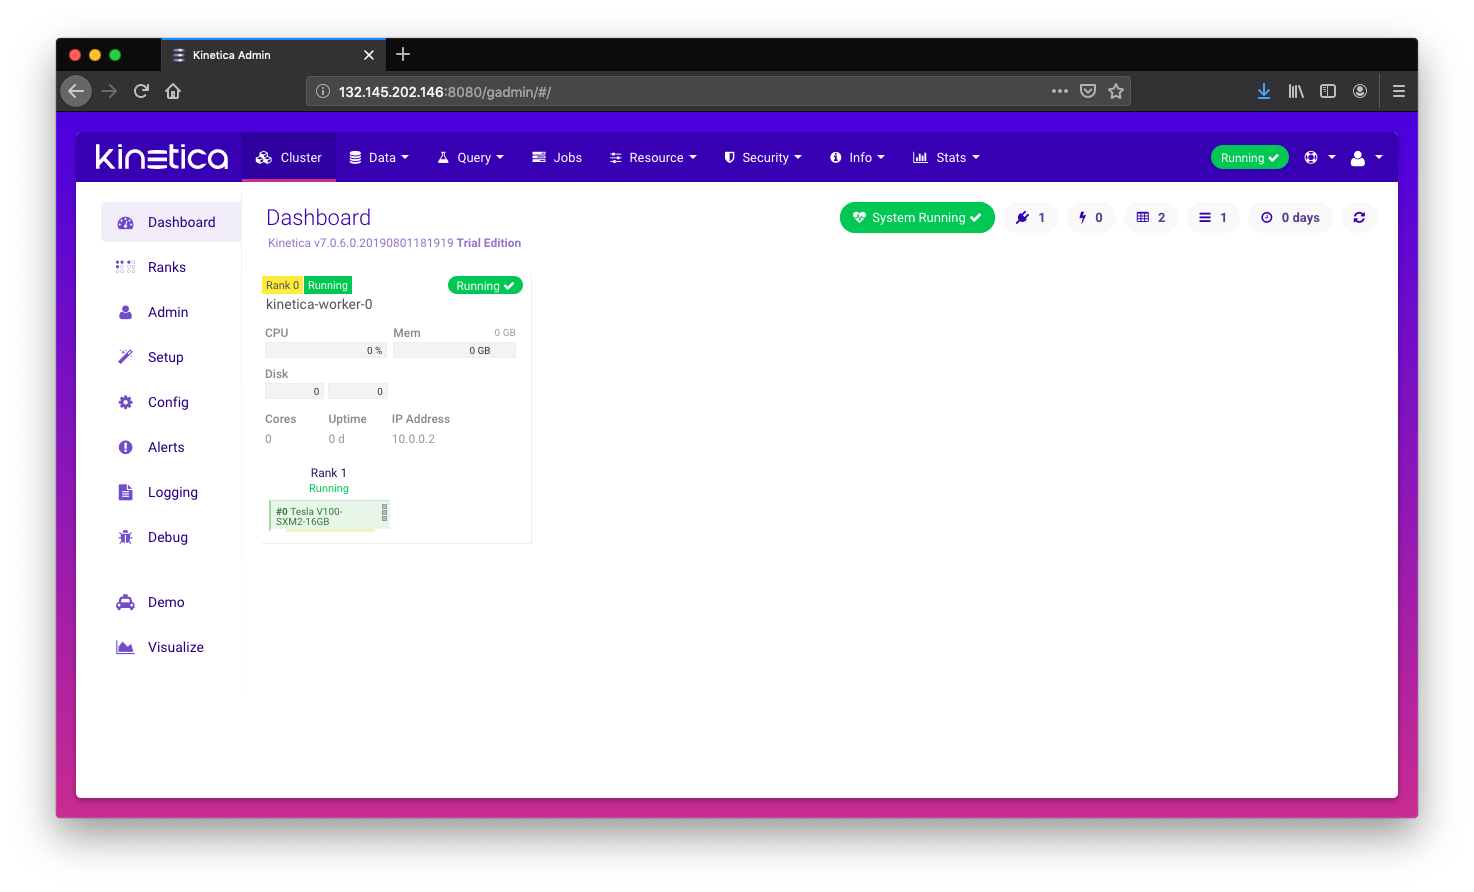 Kinetica Admin
132.145.202.146:8080/gadmin/#/
kinetica Cluster Data Query Jobs Resource Security Info Stats Running
Dashboard
Ranks
Admin
Setup
Config
Alerts
Logging
Debug
Demo
Visualize
Dashboard
Kinetica v7.0.6.0.20190801181919 Trial Edition
System Running 1 0 2 1 0 days
Rank 0 Running Running
kinetica-worker-0
CPU Mem 0 GB
0 % 0 GB
Disk
0 0
Cores Uptime IP Address
0 0 d 10.0.0.2
Rank 1
Running
#0 Tesla V100-
SXM2-16GB